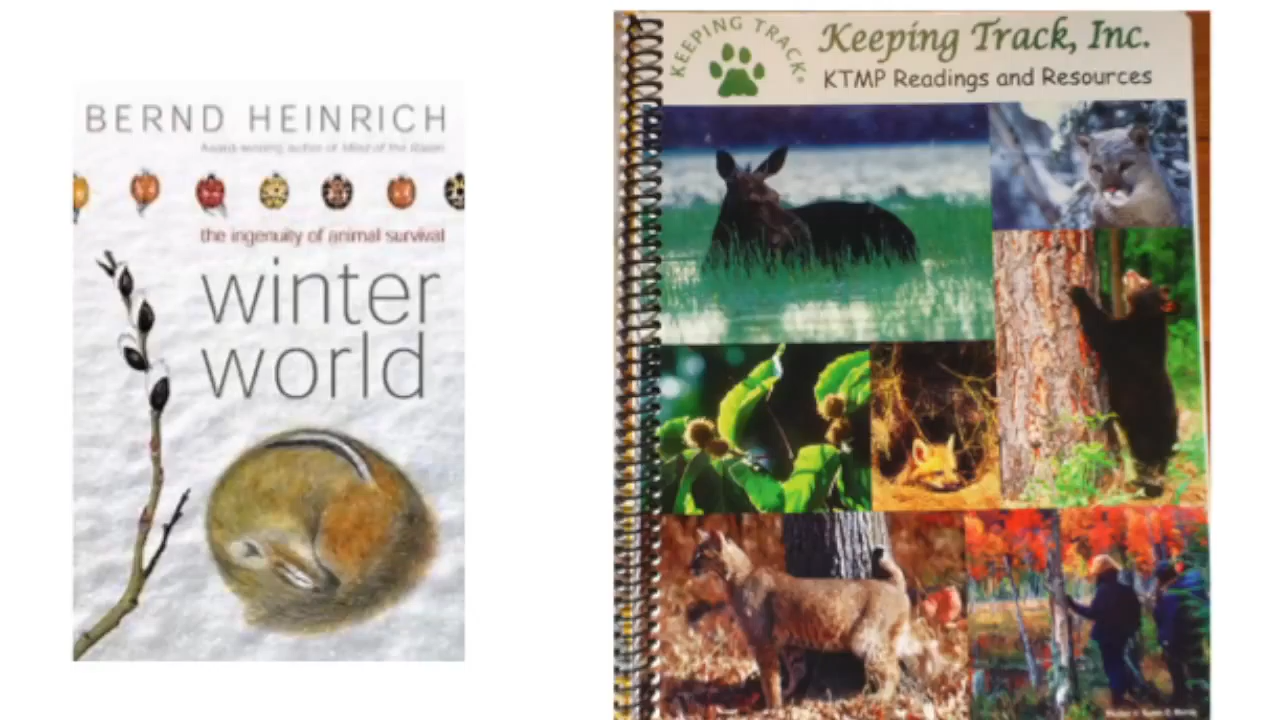 BERND HEINRICH
Award-winning author of Mind of the Raven
the ingenuity of animal survival
winter
world
KEEPING TRACK®
Keeping Track, Inc.
KTMP Readings and Resources